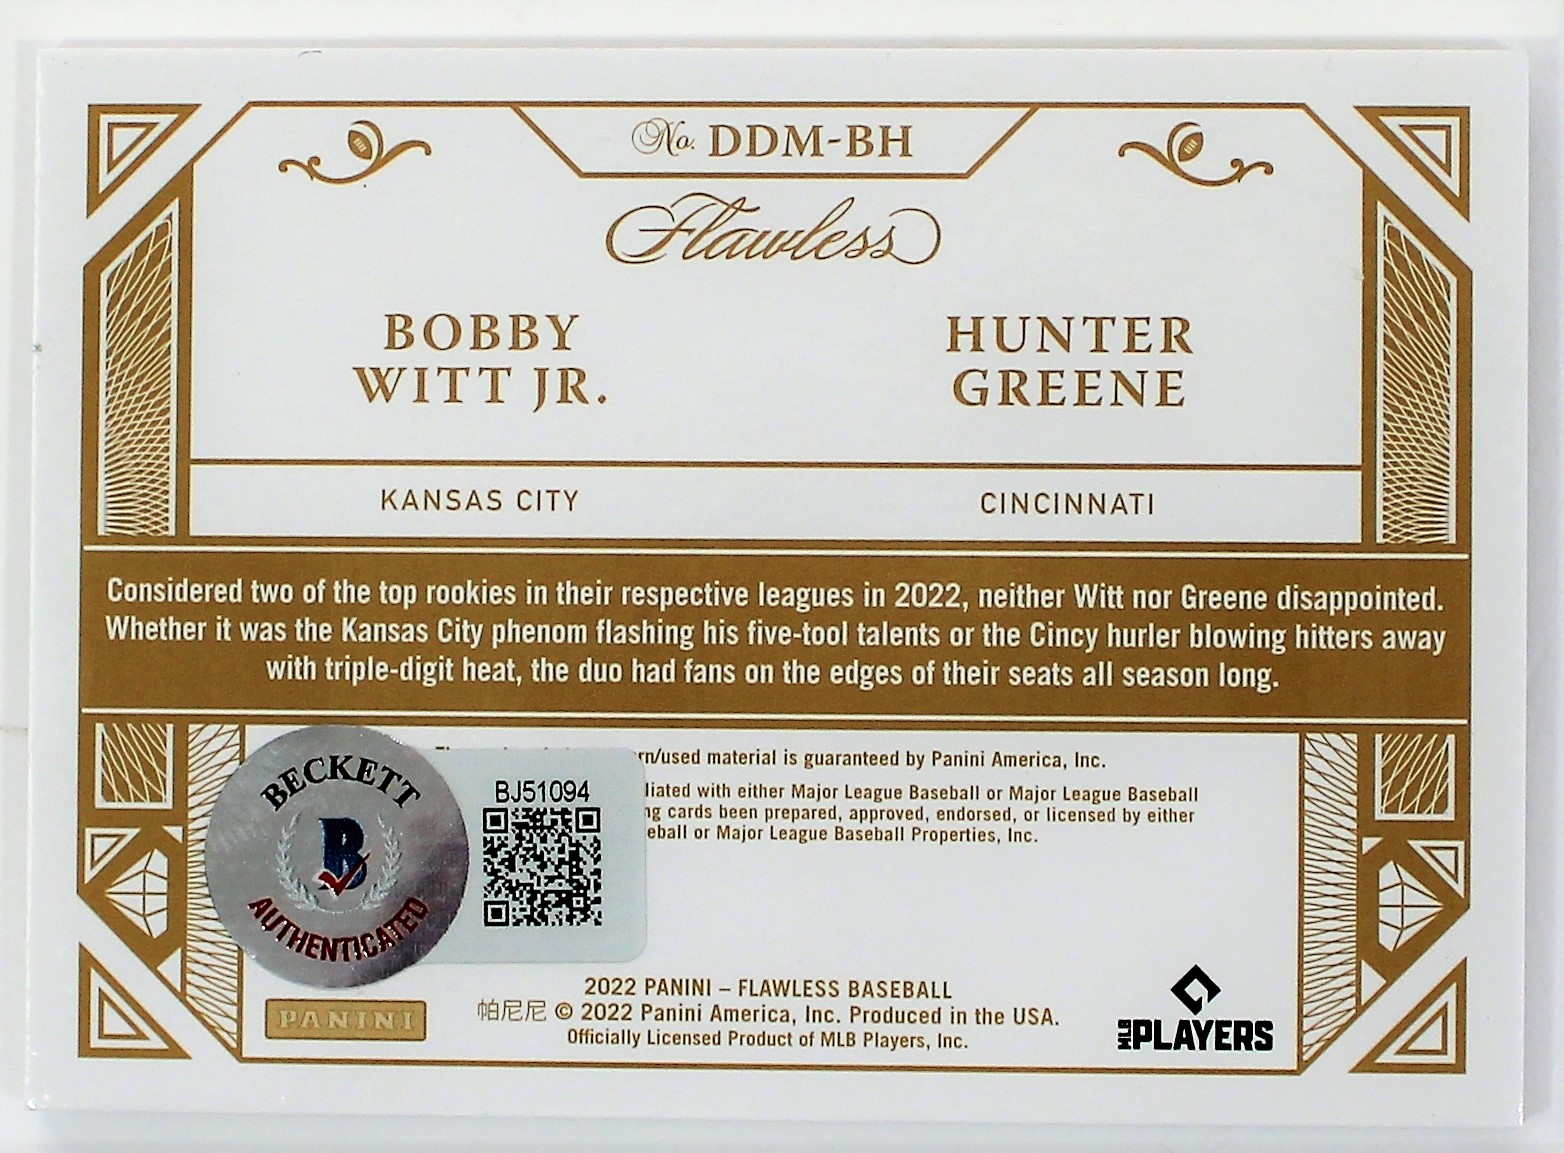 No. DDM-BH
Flawless
BOBBY
WITT JR.
HUNTER
GREENE
KANSAS CITY
CINCINNATI
Considered two of the top rookies in their respective leagues in 2022, neither Witt nor Greene disappointed.
Whether it was the Kansas City phenom flashing his five-tool talents or the Cincy hurler blowing hitters away
with triple-digit heat, the duo had fans on the edges of their seats all season long.
material is guaranteed by Panini America, Inc.
with either Major League Baseball or Major League Baseball
cards been prepared, approved, endorsed, or licensed by either
or Major League Baseball Properties, Inc.
BECKETT
B
AUTHENTICATED
BJ51094
2022 PANINI – FLAWLESS BASEBALL
帕尼尼 © 2022 Panini America, Inc. Produced in the USA.
Officially Licensed Product of MLB Players, Inc.
PANINI
MLB PLAYERS